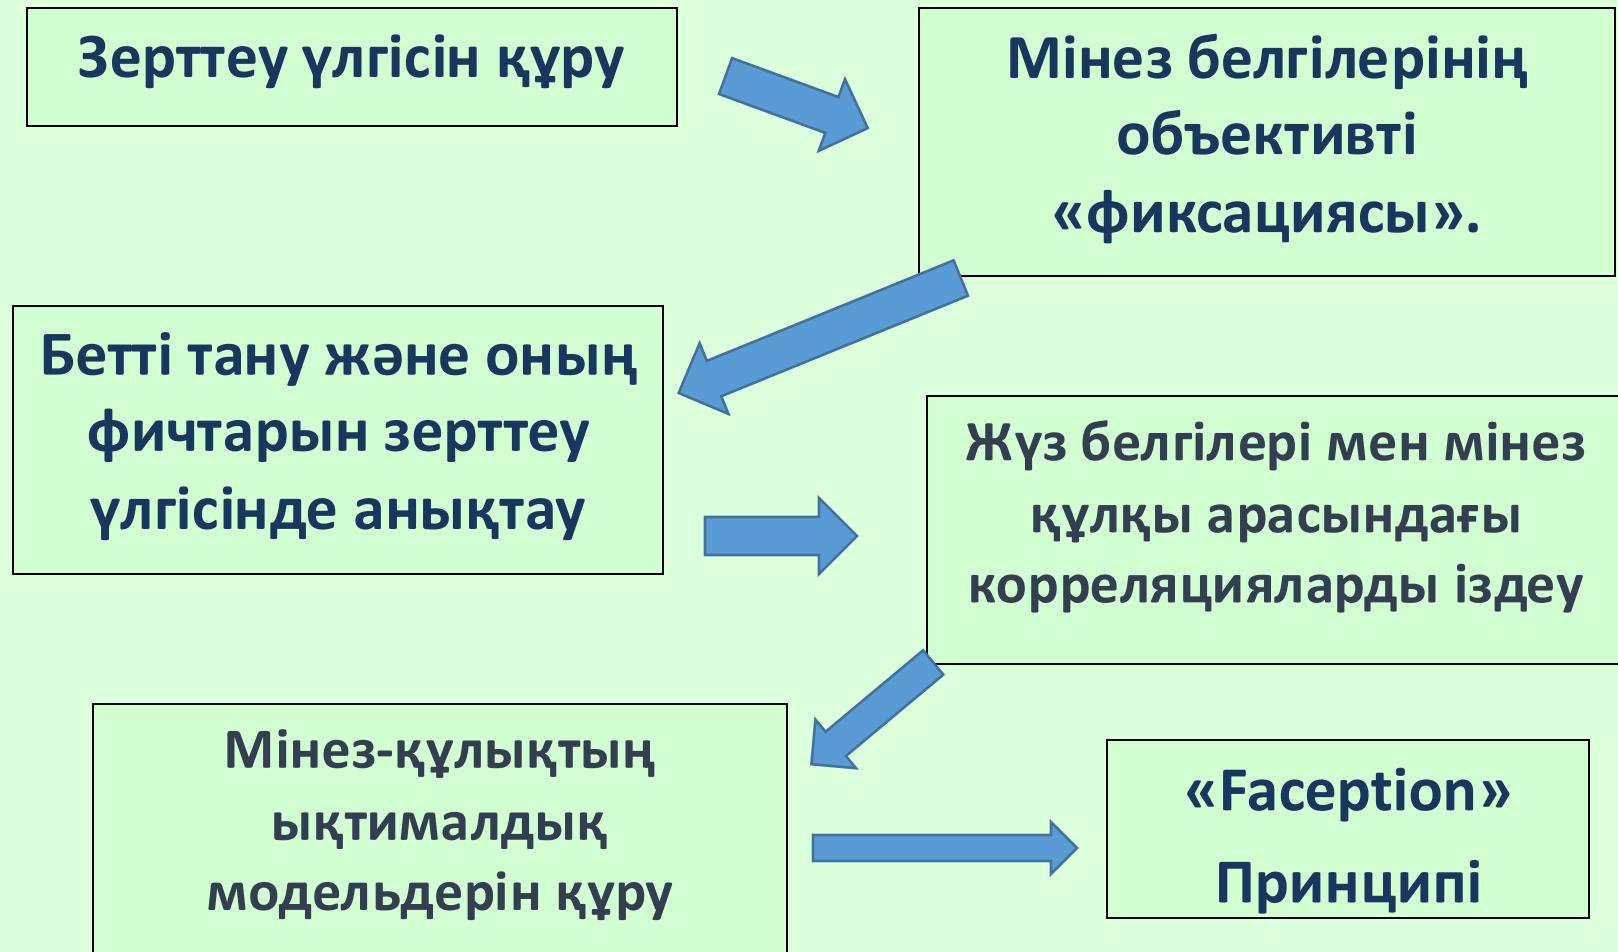 Зерттеу үлгісін құру
Мінез белгілерінің
объективті
«фиксациясы».
Бетті тану және оның
фичтарын зерттеу
үлгісінде анықтау
Жүз белгілері мен мінез
құлқы арасындағы
корреляцияларды іздеу
Мінез-құлықтың
ықтималдық
модельдерін құру
«Faception»
Принципі